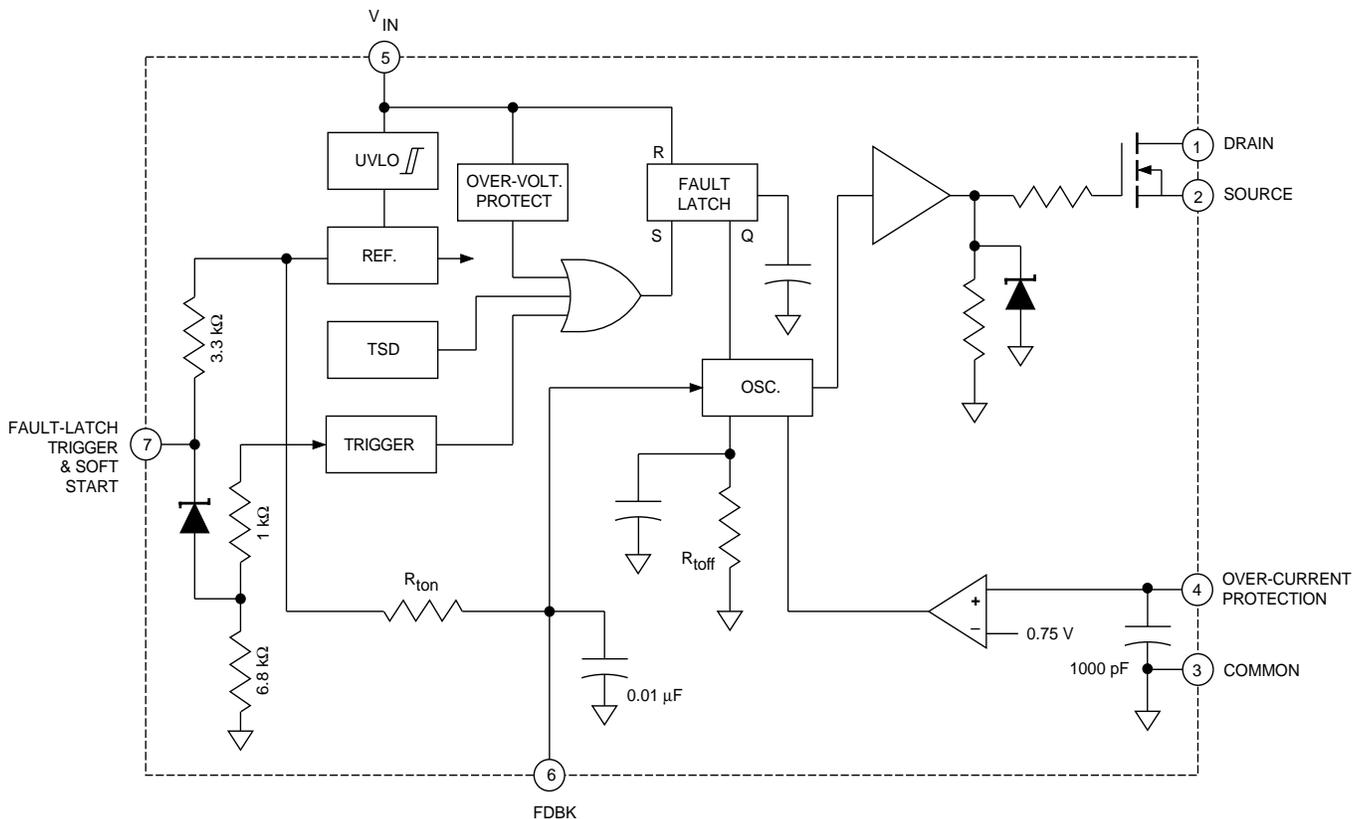 V IN
5
UVLO
OVER-VOLT.
PROTECT
R
FAULT
LATCH
S
Q
1
DRAIN
2
SOURCE
REF.
3.3 kΩ
TSD
OSC.
FAULT-LATCH
TRIGGER
& SOFT
START
7
TRIGGER
1 kΩ
Rtoff
Rton
6.8 kΩ
0.01 µF
+
–
0.75 V
4
OVER-CURRENT
PROTECTION
1000 pF
3
COMMON
6
FDBK